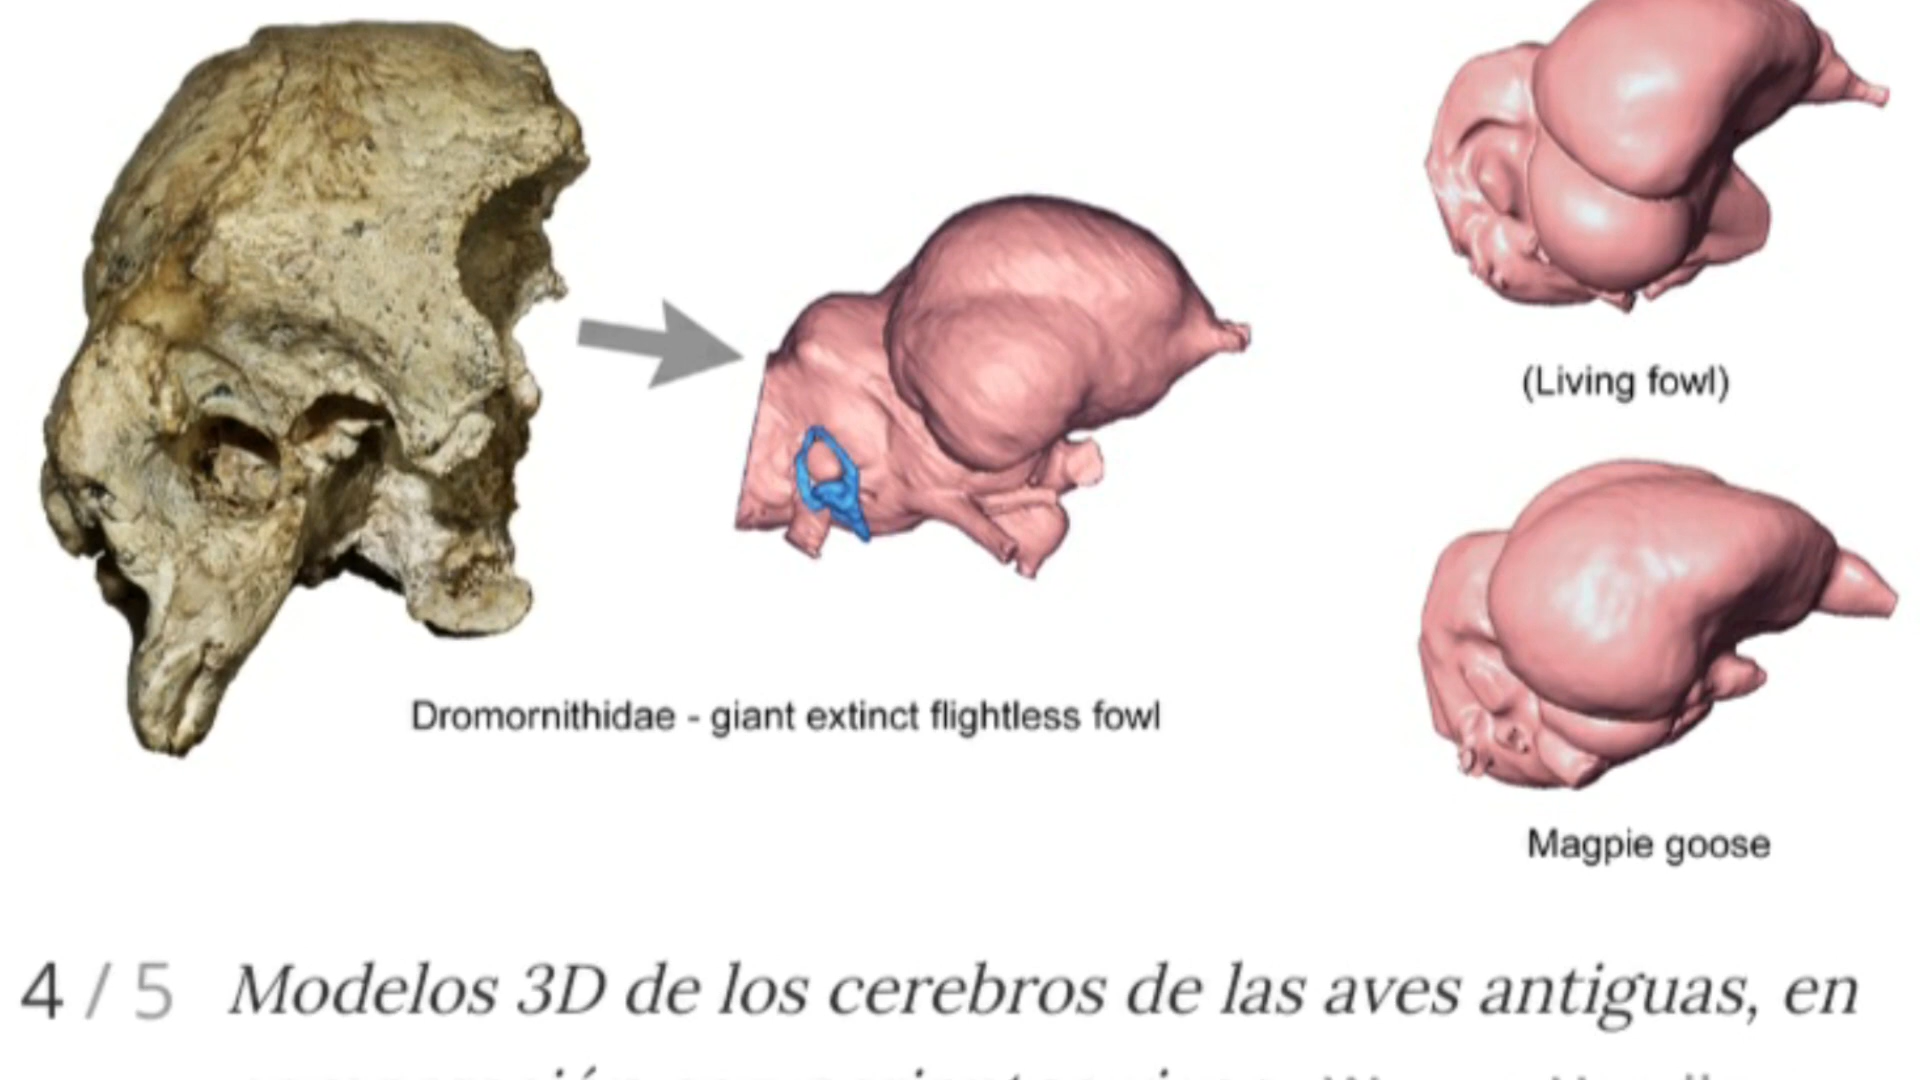 (Living fowl)
Dromornithidae - giant extinct flightless fowl
Magpie goose
4 / 5 Modelos 3D de los cerebros de las aves antiguas, en